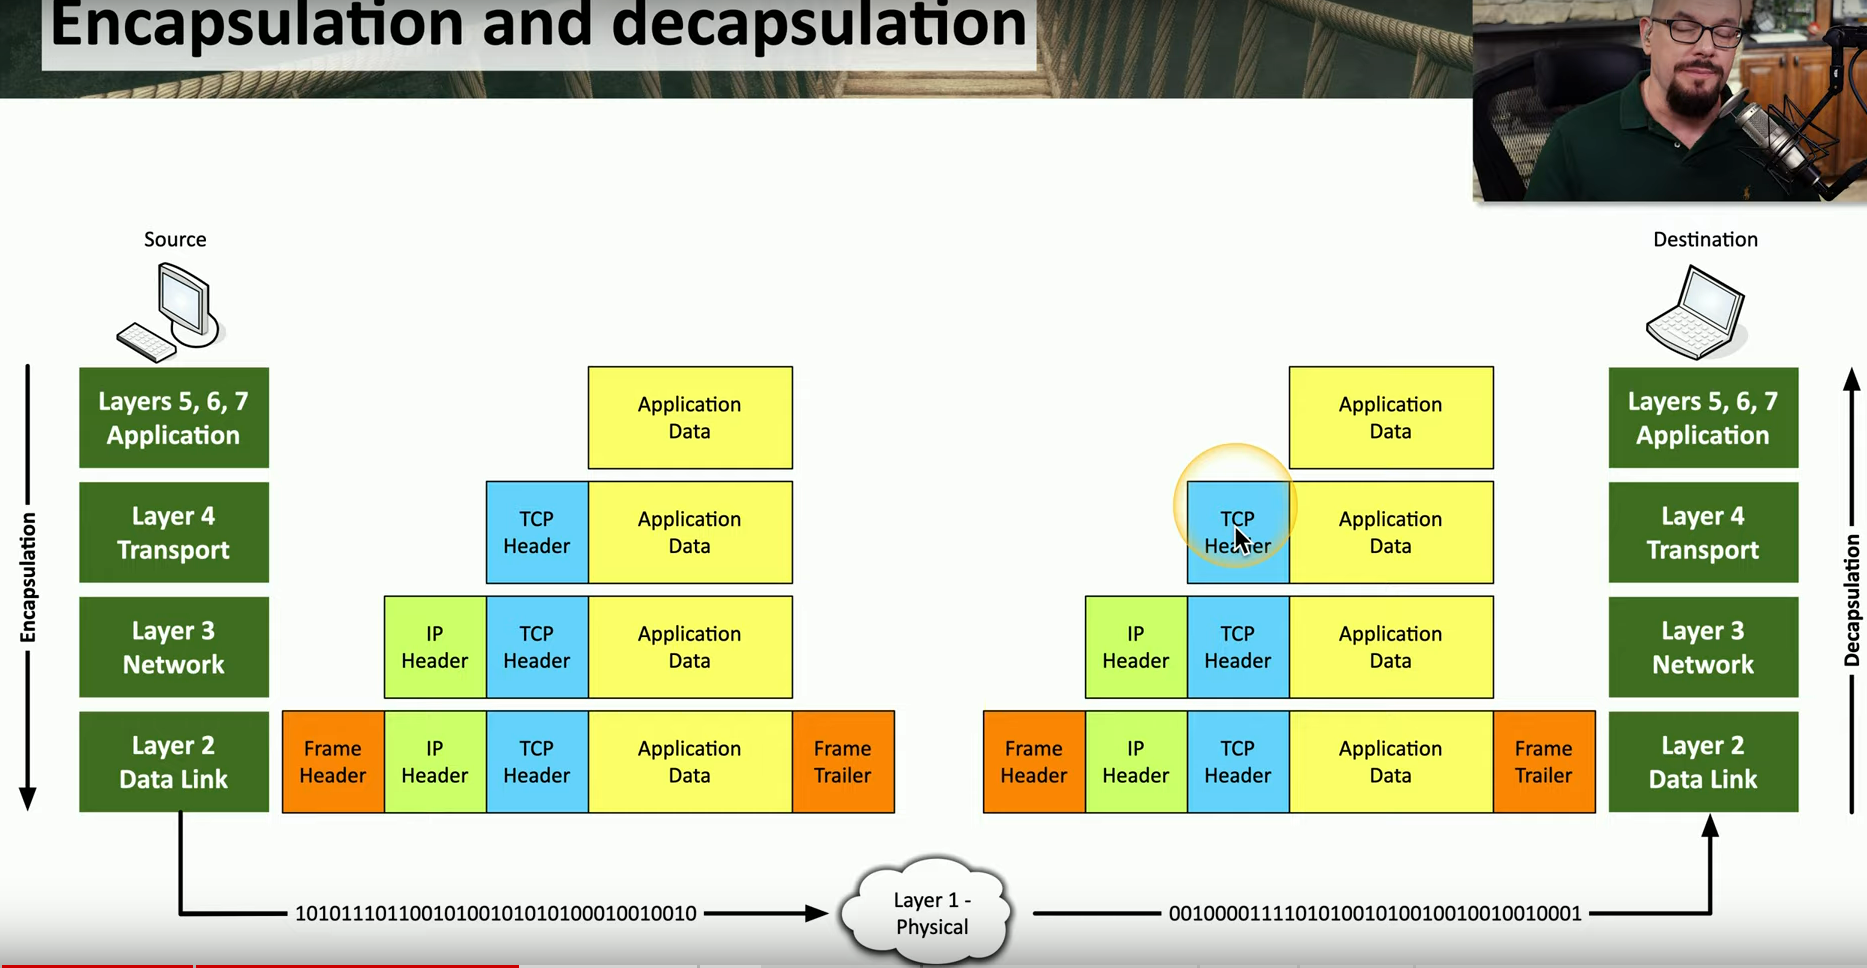 Encapsulation and decapsulation
Source
Destination
Layers 5, 6, 7
Application
Application
Data
Application
Data
Layers 5, 6, 7
Application
Layer 4
Transport
TCP
Header
Application
Data
TCP
Header
Application
Data
Layer 4
Transport
Encapsulation
Decapsulation
Layer 3
Network
IP
Header
TCP
Header
Application
Data
IP
Header
TCP
Header
Application
Data
Layer 3
Network
Layer 2
Data Link
Frame
Header
IP
Header
TCP
Header
Application
Data
Frame
Trailer
Frame
Header
IP
Header
TCP
Header
Application
Data
Frame
Trailer
Layer 2
Data Link
10101110110010100101010100010010010
Layer 1 -
Physical
0010000111101010010100100100100010001